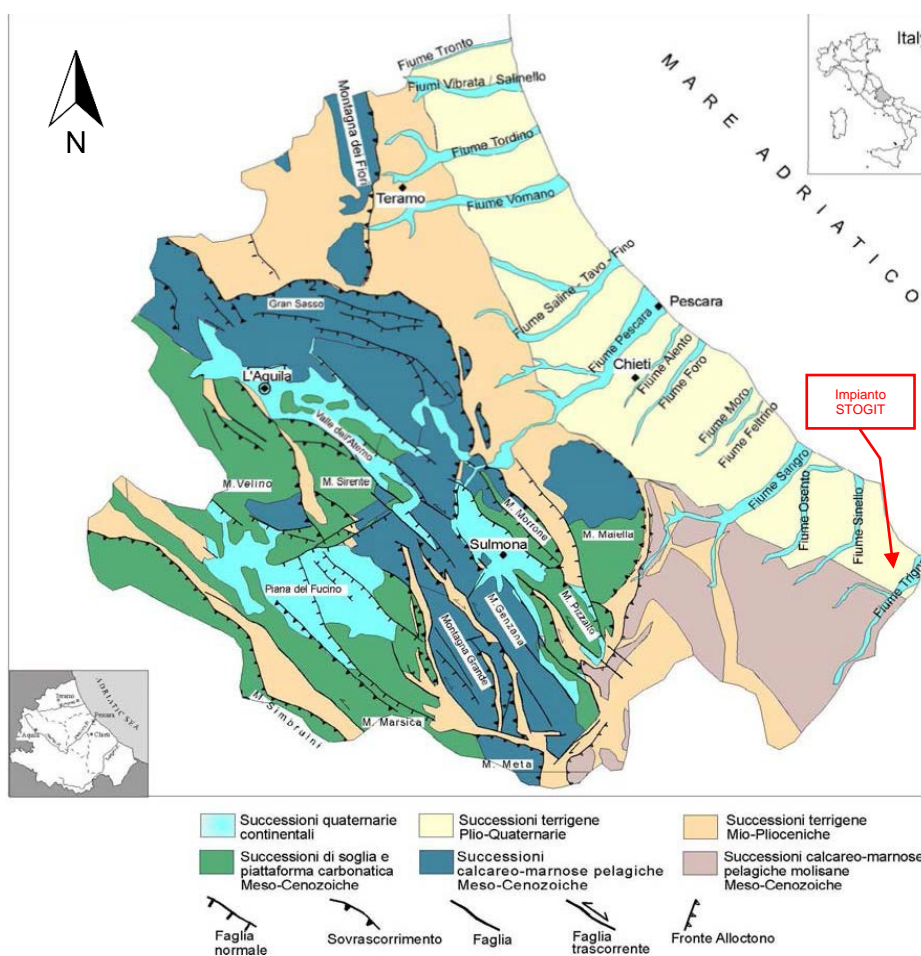 Italy
N
MARE ADRIATICO
Fiume Tronto
Fiumi Vibrata / Salinello
Montagna dei Fiori
Fiume Tordino
Teramo
Fiume Vomano
Fiume Saline - Tavo - Fino
Gran Sasso
Pescara
Fiume Pescara
Chieti
Fiume Alento
Fiume Foro
L'Aquila
Fiume Moro
Fiume Feltrino
Impianto
STOGIT
Valle dell'Aterno
Fiume Sangro
M. Velino
M. Sirente
M. Morrone
Fiume Osento
Fiume Sinello
M. Maiella
Sulmona
Piana del Fucino
M. Genzana
M. Pizzalto
Fiume Trigno
Montagna Grande
M. Simbruini
M. Marsica
M. Meta
Teramo
ADRIATIC SEA
Pescara
Aquila
Chieti
Successioni quaternarie
continentali
Successioni terrigene
Plio-Quaternarie
Successioni terrigene
Mio-Plioceniche
Successioni di soglia e
piattaforma carbonatica
Meso-Cenozoiche
Successioni
calcareo-marnose pelagiche
Meso-Cenozoiche
Successioni calcareo-marnose
pelagiche molisane
Meso-Cenozoiche
Faglia
normale
Sovrascorrimento
Faglia
Faglia
trascorrente
Fronte Alloctono